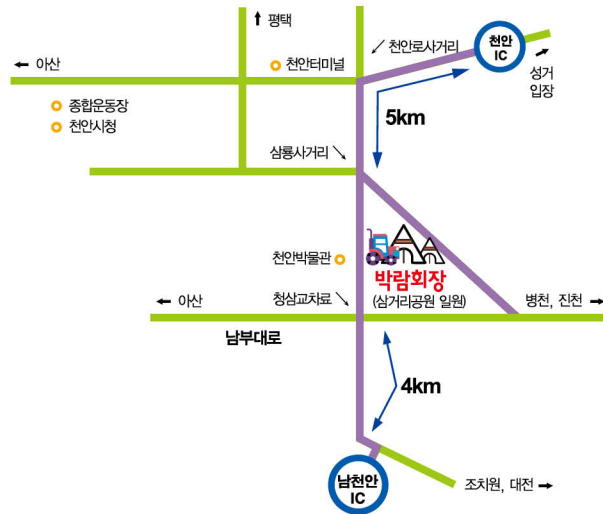 평택
천안로사거리
천안
IC
아산
천안터미널
성거
입장
종합운동장
천안시청
5km
삼룡사거리
천안박물관
박람회장
(삼거리공원 일원)
아산
청삼교차로
병천, 진천
남부대로
4km
남천안
IC
조치원, 대전